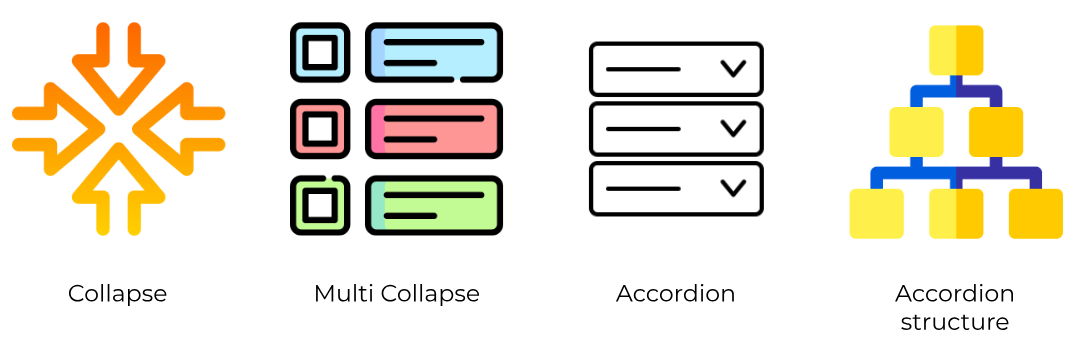 Collapse
Multi Collapse
Accordion
Accordion
structure